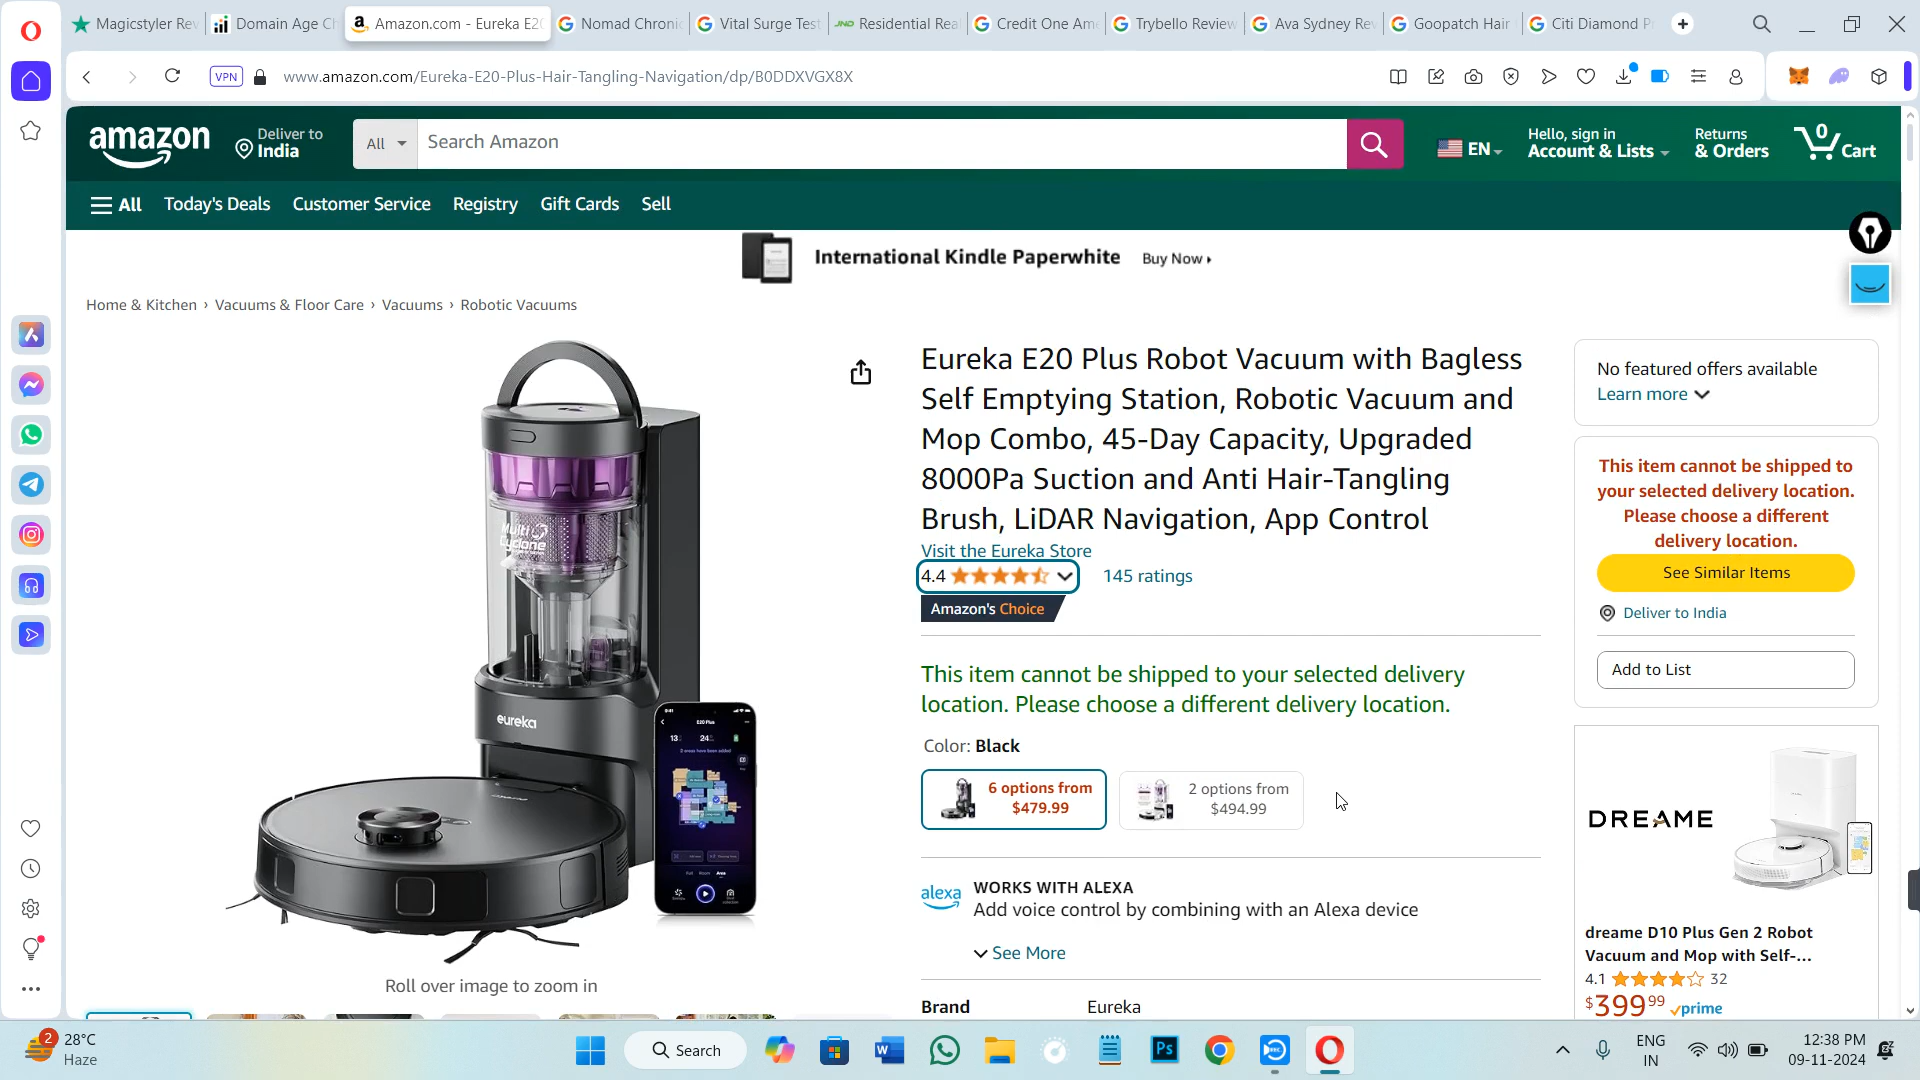 Magicstyler Rev
Domain Age Ch
Amazon.com - Eureka E20
Nomad Chronic
Vital Surge Test
Residential Real
Credit One Ame
Trybello Review
Ava Sydney Rev
Goopatch Hair
Citi Diamond P
VPN
www.amazon.com/Eureka-E20-Plus-Hair-Tangling-Navigation/dp/B0DDXVGX8X
amazon
Deliver to
India
All
Search Amazon
EN
Hello, sign in
Account & Lists
Returns
& Orders
0
Cart
All
Today's Deals
Customer Service
Registry
Gift Cards
Sell
International Kindle Paperwhite
Buy Now
Home & Kitchen › Vacuums & Floor Care › Vacuums › Robotic Vacuums
Multi
Cyclone
eureka
E20 Plus
Roll over image to zoom in
Eureka E20 Plus Robot Vacuum with Bagless
Self Emptying Station, Robotic Vacuum and
Mop Combo, 45-Day Capacity, Upgraded
8000Pa Suction and Anti Hair-Tangling
Brush, LiDAR Navigation, App Control
Visit the Eureka Store
4.4
145 ratings
Amazon's Choice
This item cannot be shipped to your selected delivery
location. Please choose a different delivery location.
Color: Black
6 options from
$479.99
2 options from
$494.99
alexa
WORKS WITH ALEXA
Add voice control by combining with an Alexa device
See More
Brand
Eureka
No featured offers available
Learn more
This item cannot be shipped to
your selected delivery location.
Please choose a different
delivery location.
See Similar Items
Deliver to India
Add to List
DREAME
dreame D10 Plus Gen 2 Robot
Vacuum and Mop with Self-...
4.1
32
$399 99
prime
2
28°C
Haze
Search
ENG
IN
12:38 PM
09-11-2024